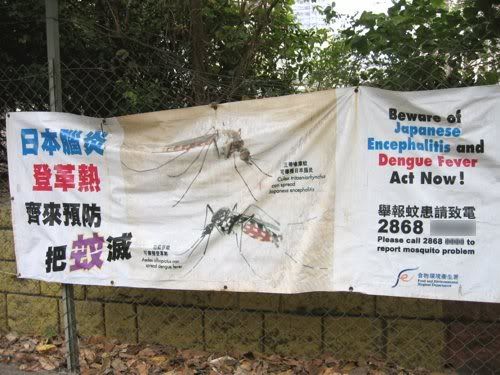 日本腦炎
登革熱
齊來預防
把蚊滅
三帶喙庫蚊
可傳播日本腦炎
Culex tritaeniorhynchus
can spread
Japanese encephalitis
白紋伊蚊
可傳播登革熱
Aedes albopictus can
spread dengue fever
Beware of
Japanese
Encephalitis and
Dengue Fever
Act Now!
舉報蚊患請致電
2868
Please call 2868
to
report mosquito problem
食物環境衞生署
Food and Environmental
Hygiene Department